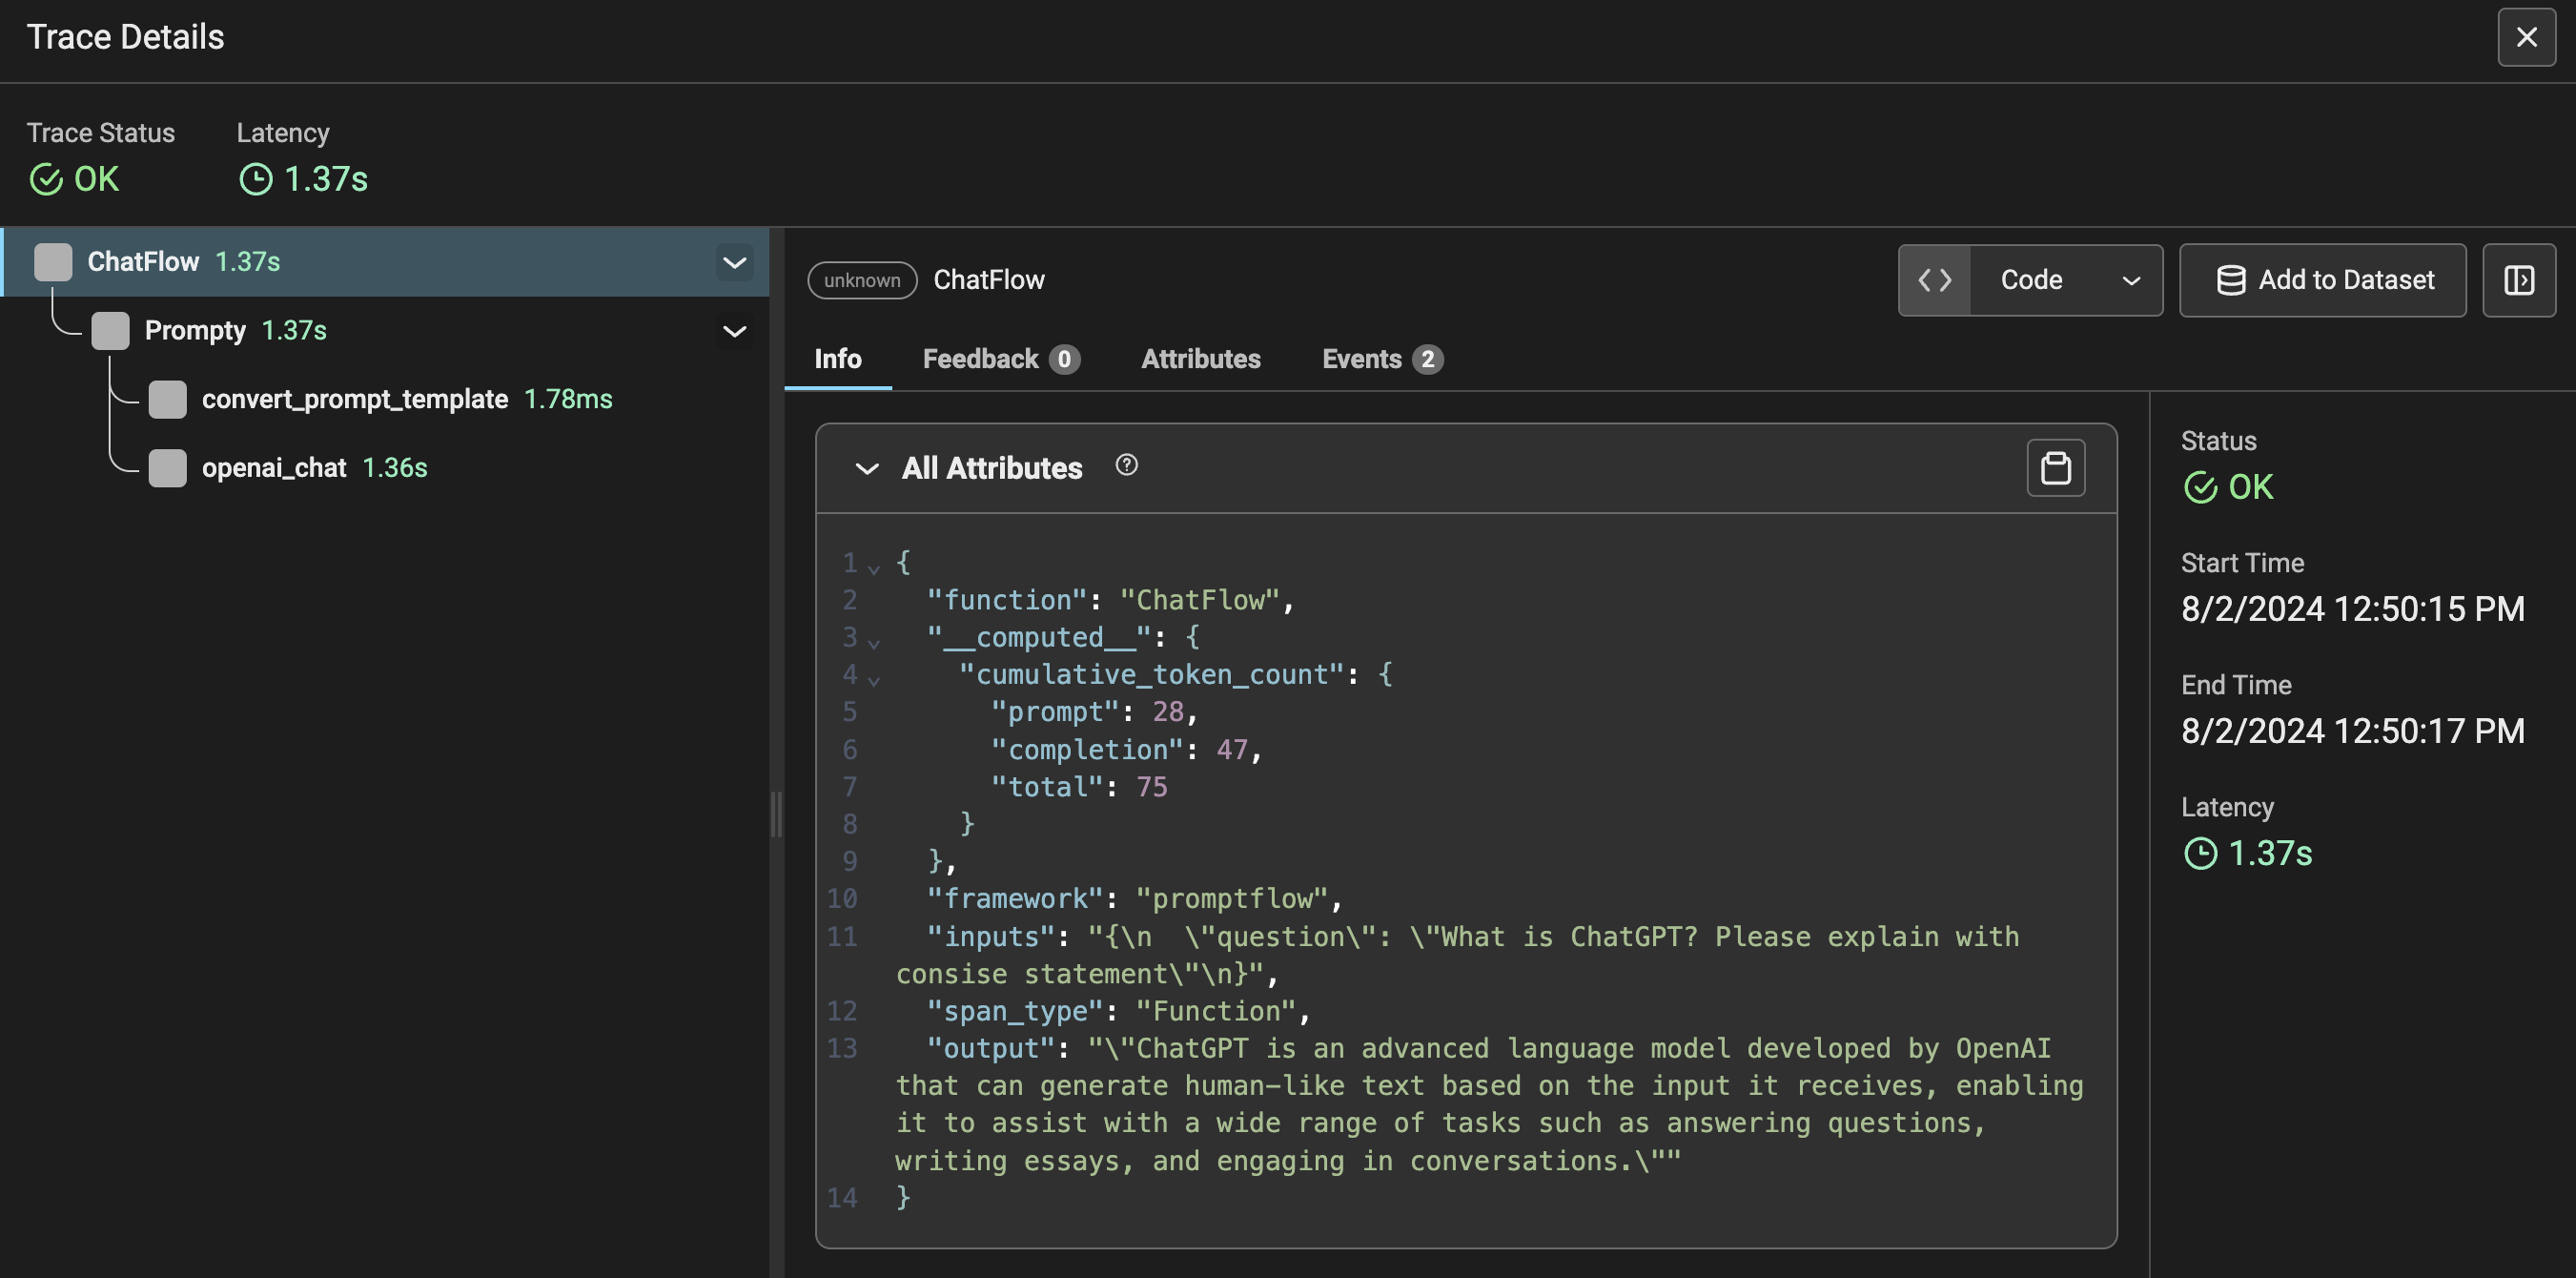 Trace Details
Trace Status
OK
Latency
1.37s
ChatFlow 1.37s
Prompty 1.37s
convert_prompt_template 1.78ms
openai_chat 1.36s
unknown ChatFlow
Code
Add to Dataset
Info
Feedback 0
Attributes
Events 2
All Attributes
1 {
2 "function": "ChatFlow",
3 "__computed__": {
4 "cumulative_token_count": {
5 "prompt": 28,
6 "completion": 47,
7 "total": 75
8 }
9 },
10 "framework": "promptflow",
11 "inputs": "{\n  \"question\": \"What is ChatGPT? Please explain with
consise statement\"\n}",
12 "span_type": "Function",
13 "output": "\"ChatGPT is an advanced language model developed by OpenAI
that can generate human-like text based on the input it receives, enabling
it to assist with a wide range of tasks such as answering questions,
writing essays, and engaging in conversations.\""
14 }
Status
OK
Start Time
8/2/2024 12:50:15 PM
End Time
8/2/2024 12:50:17 PM
Latency
1.37s